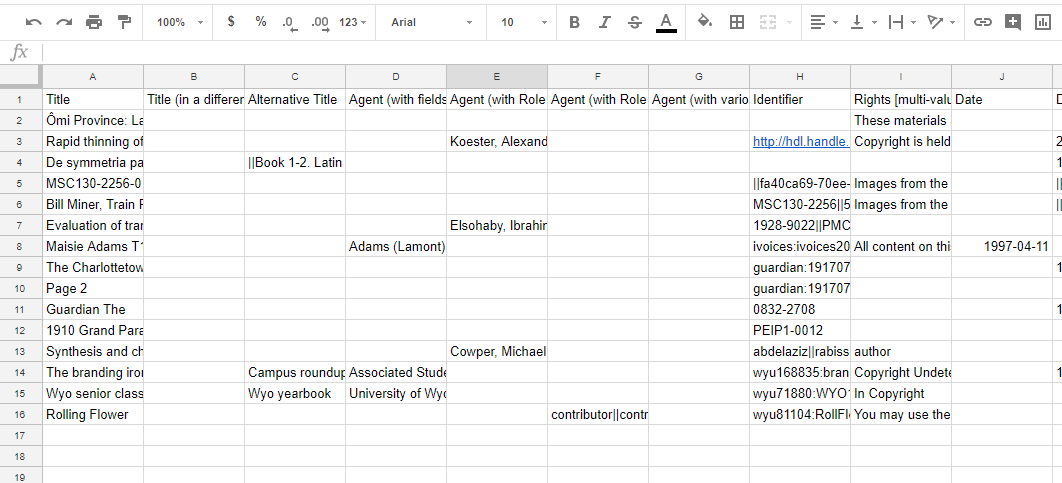 100% $ % .0 .00 123 Arial 10 B I S A
fx
A B C D E F G H I J
1 Title Title (in a differen Alternative Title Agent (with fields Agent (with Role Agent (with Role Agent (with vario Identifier Rights [multi-valu Date
2 Ômi Province: La These materials
3 Rapid thinning of Koester, Alexand http://hdl.handle. Copyright is held 2
4 De symmetria pa ||Book 1-2. Latin 1
5 MSC130-2256-0 ||fa40ca69-70ee- Images from the ||
6 Bill Miner, Train R MSC130-2256||5 Images from the ||
7 Evaluation of trar Elsohaby, Ibrahim 1928-9022||PMC
8 Maisie Adams T1 Adams (Lamont) ivoices:ivoices20 All content on this 1997-04-11
9 The Charlottetow guardian:191707 1
10 Page 2 guardian:191707
11 Guardian The 0832-2708 1
12 1910 Grand Para PEIP1-0012
13 Synthesis and ch Cowper, Michael abdelaziz||rabiss author
14 The branding iron Campus roundup Associated Stude wyu168835:bran Copyright Undete 1
15 Wyo senior class Wyo yearbook University of Wyo wyu71880:WYO In Copyright
16 Rolling Flower contributor||contr wyu81104:RollFl You may use the
17
18
19